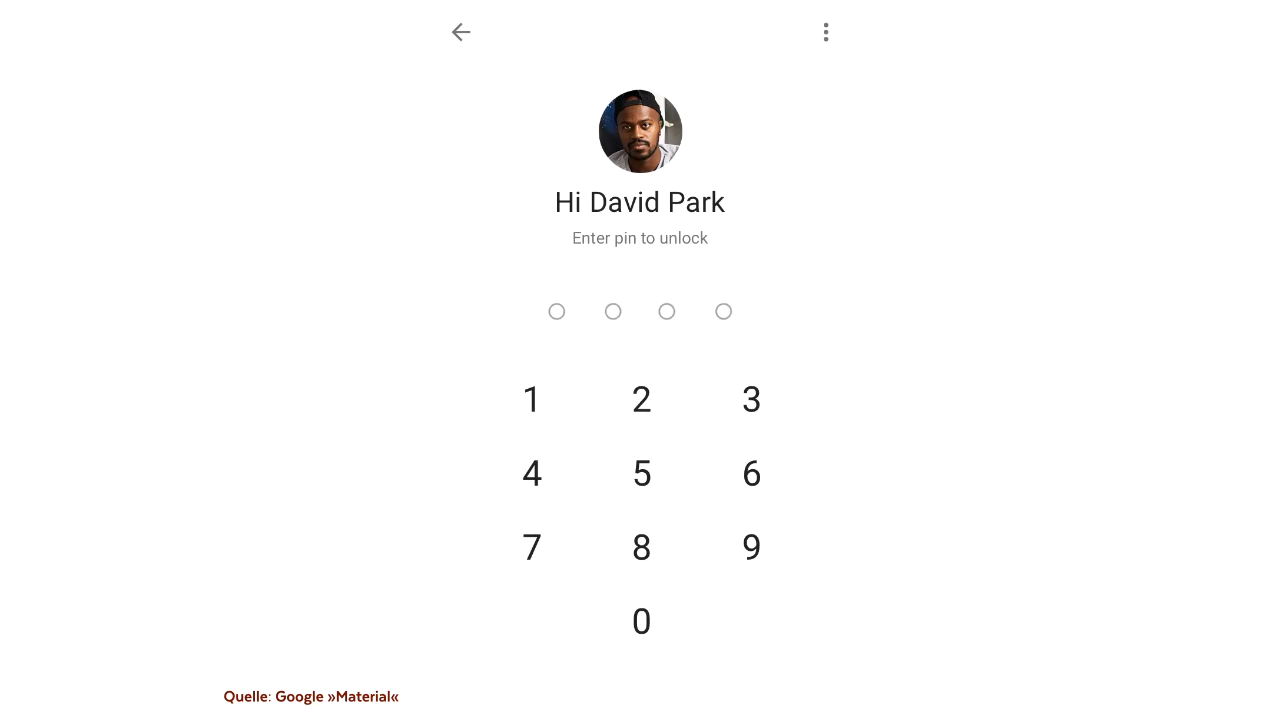 Hi David Park
Enter pin to unlock
1 2 3
4 5 6
7 8 9
0
Quelle: Google »Material«